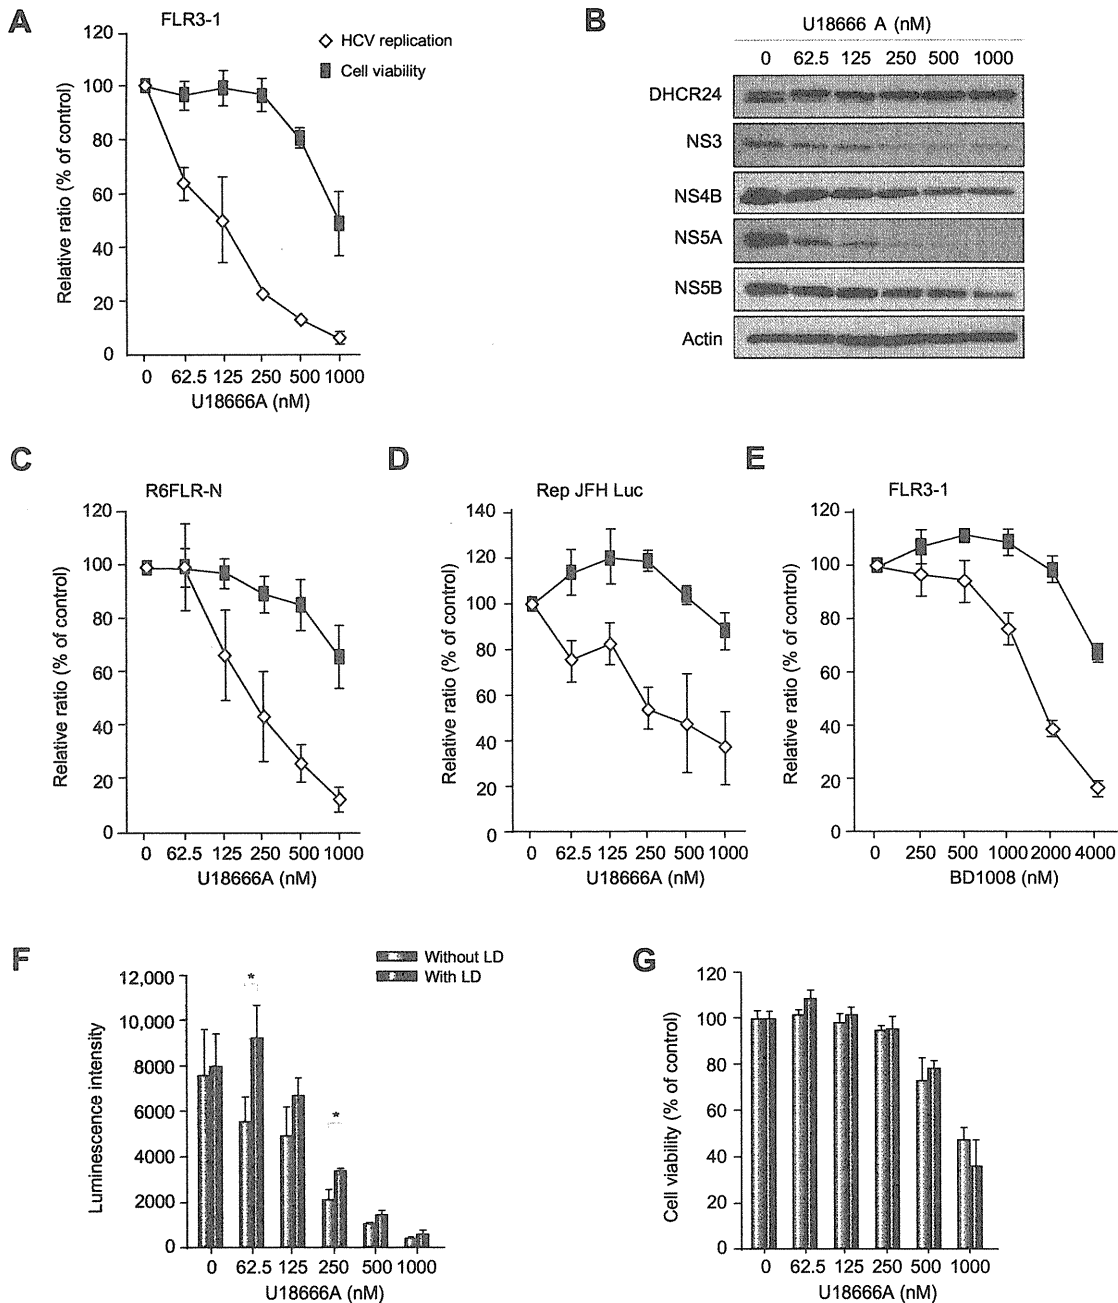 A
FLR3-1
HCV replication
Cell viability
120
100
80
60
40
20
0
Relative ratio (% of control)
0 62.5 125 250 500 1000
U18666A (nM)
B
U18666 A (nM)
0 62.5 125 250 500 1000
DHCR24
NS3
NS4B
NS5A
NS5B
Actin
C
R6FLR-N
120
100
80
60
40
20
0
Relative ratio (% of control)
0 62.5 125 250 500 1000
U18666A (nM)
D
Rep JFH Luc
140
120
100
80
60
40
20
0
Relative ratio (% of control)
0 62.5 125 250 500 1000
U18666A (nM)
E
FLR3-1
120
100
80
60
40
20
0
Relative ratio (% of control)
0 250 500 1000 2000 4000
BD1008 (nM)
F
Without LD
With LD
12,000
10,000
8000
6000
4000
2000
0
Luminescence intensity
*
*
0 62.5 125 250 500 1000
U18666A (nM)
G
120
100
80
60
40
20
0
Cell viability (% of control)
0 62.5 125 250 500 1000
U18666A (nM)